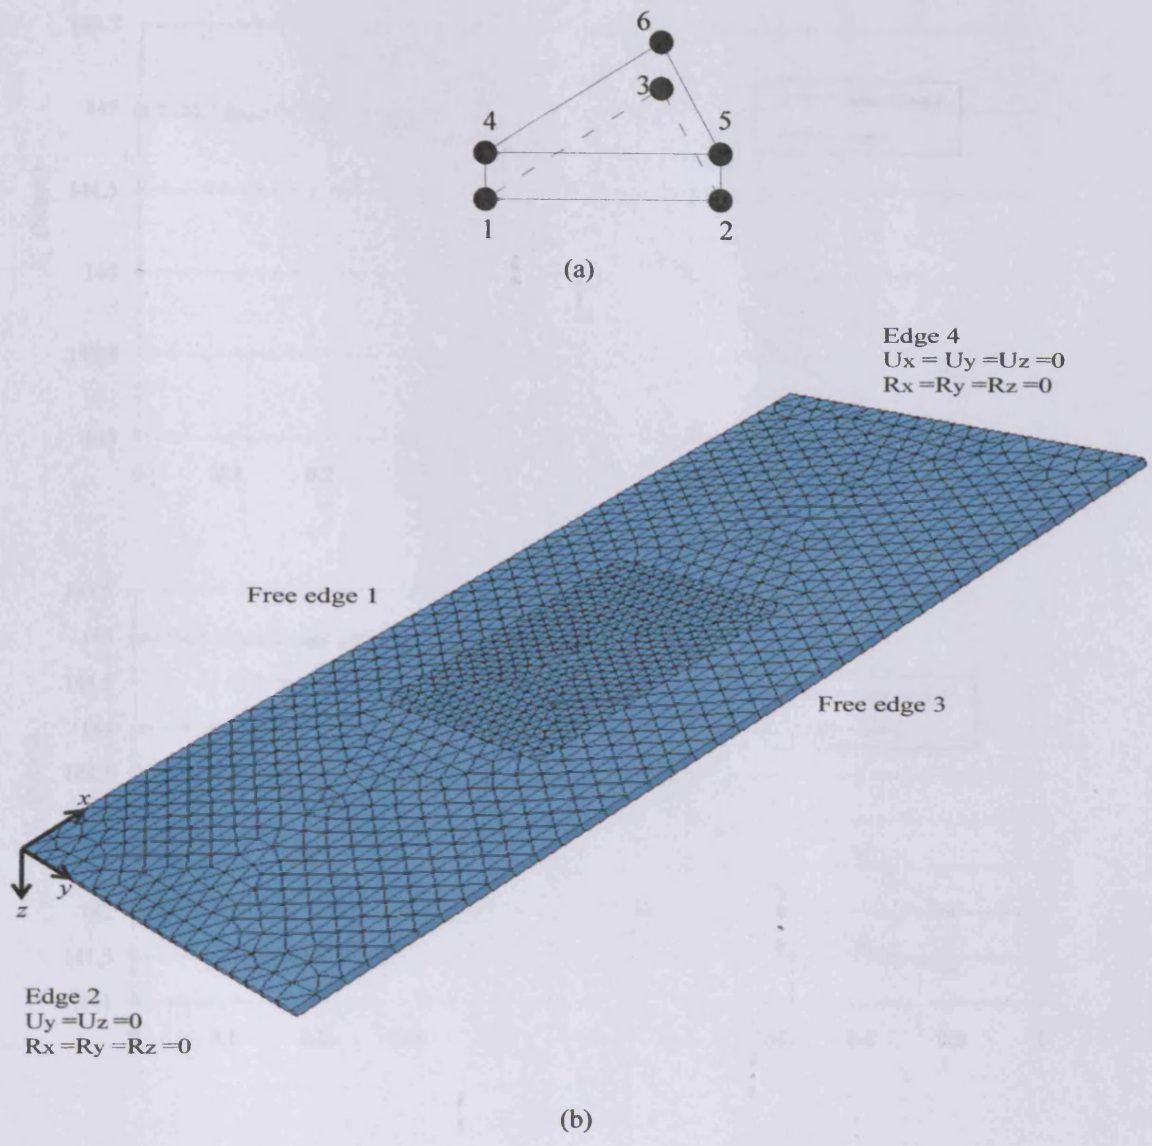 6
3
4
5
1
2
(a)
Edge 4
Ux = Uy =Uz =0
Rx =Ry =Rz =0
Free edge 1
Free edge 3
x
y
z
Edge 2
Uy =Uz =0
Rx =Ry =Rz =0
(b)